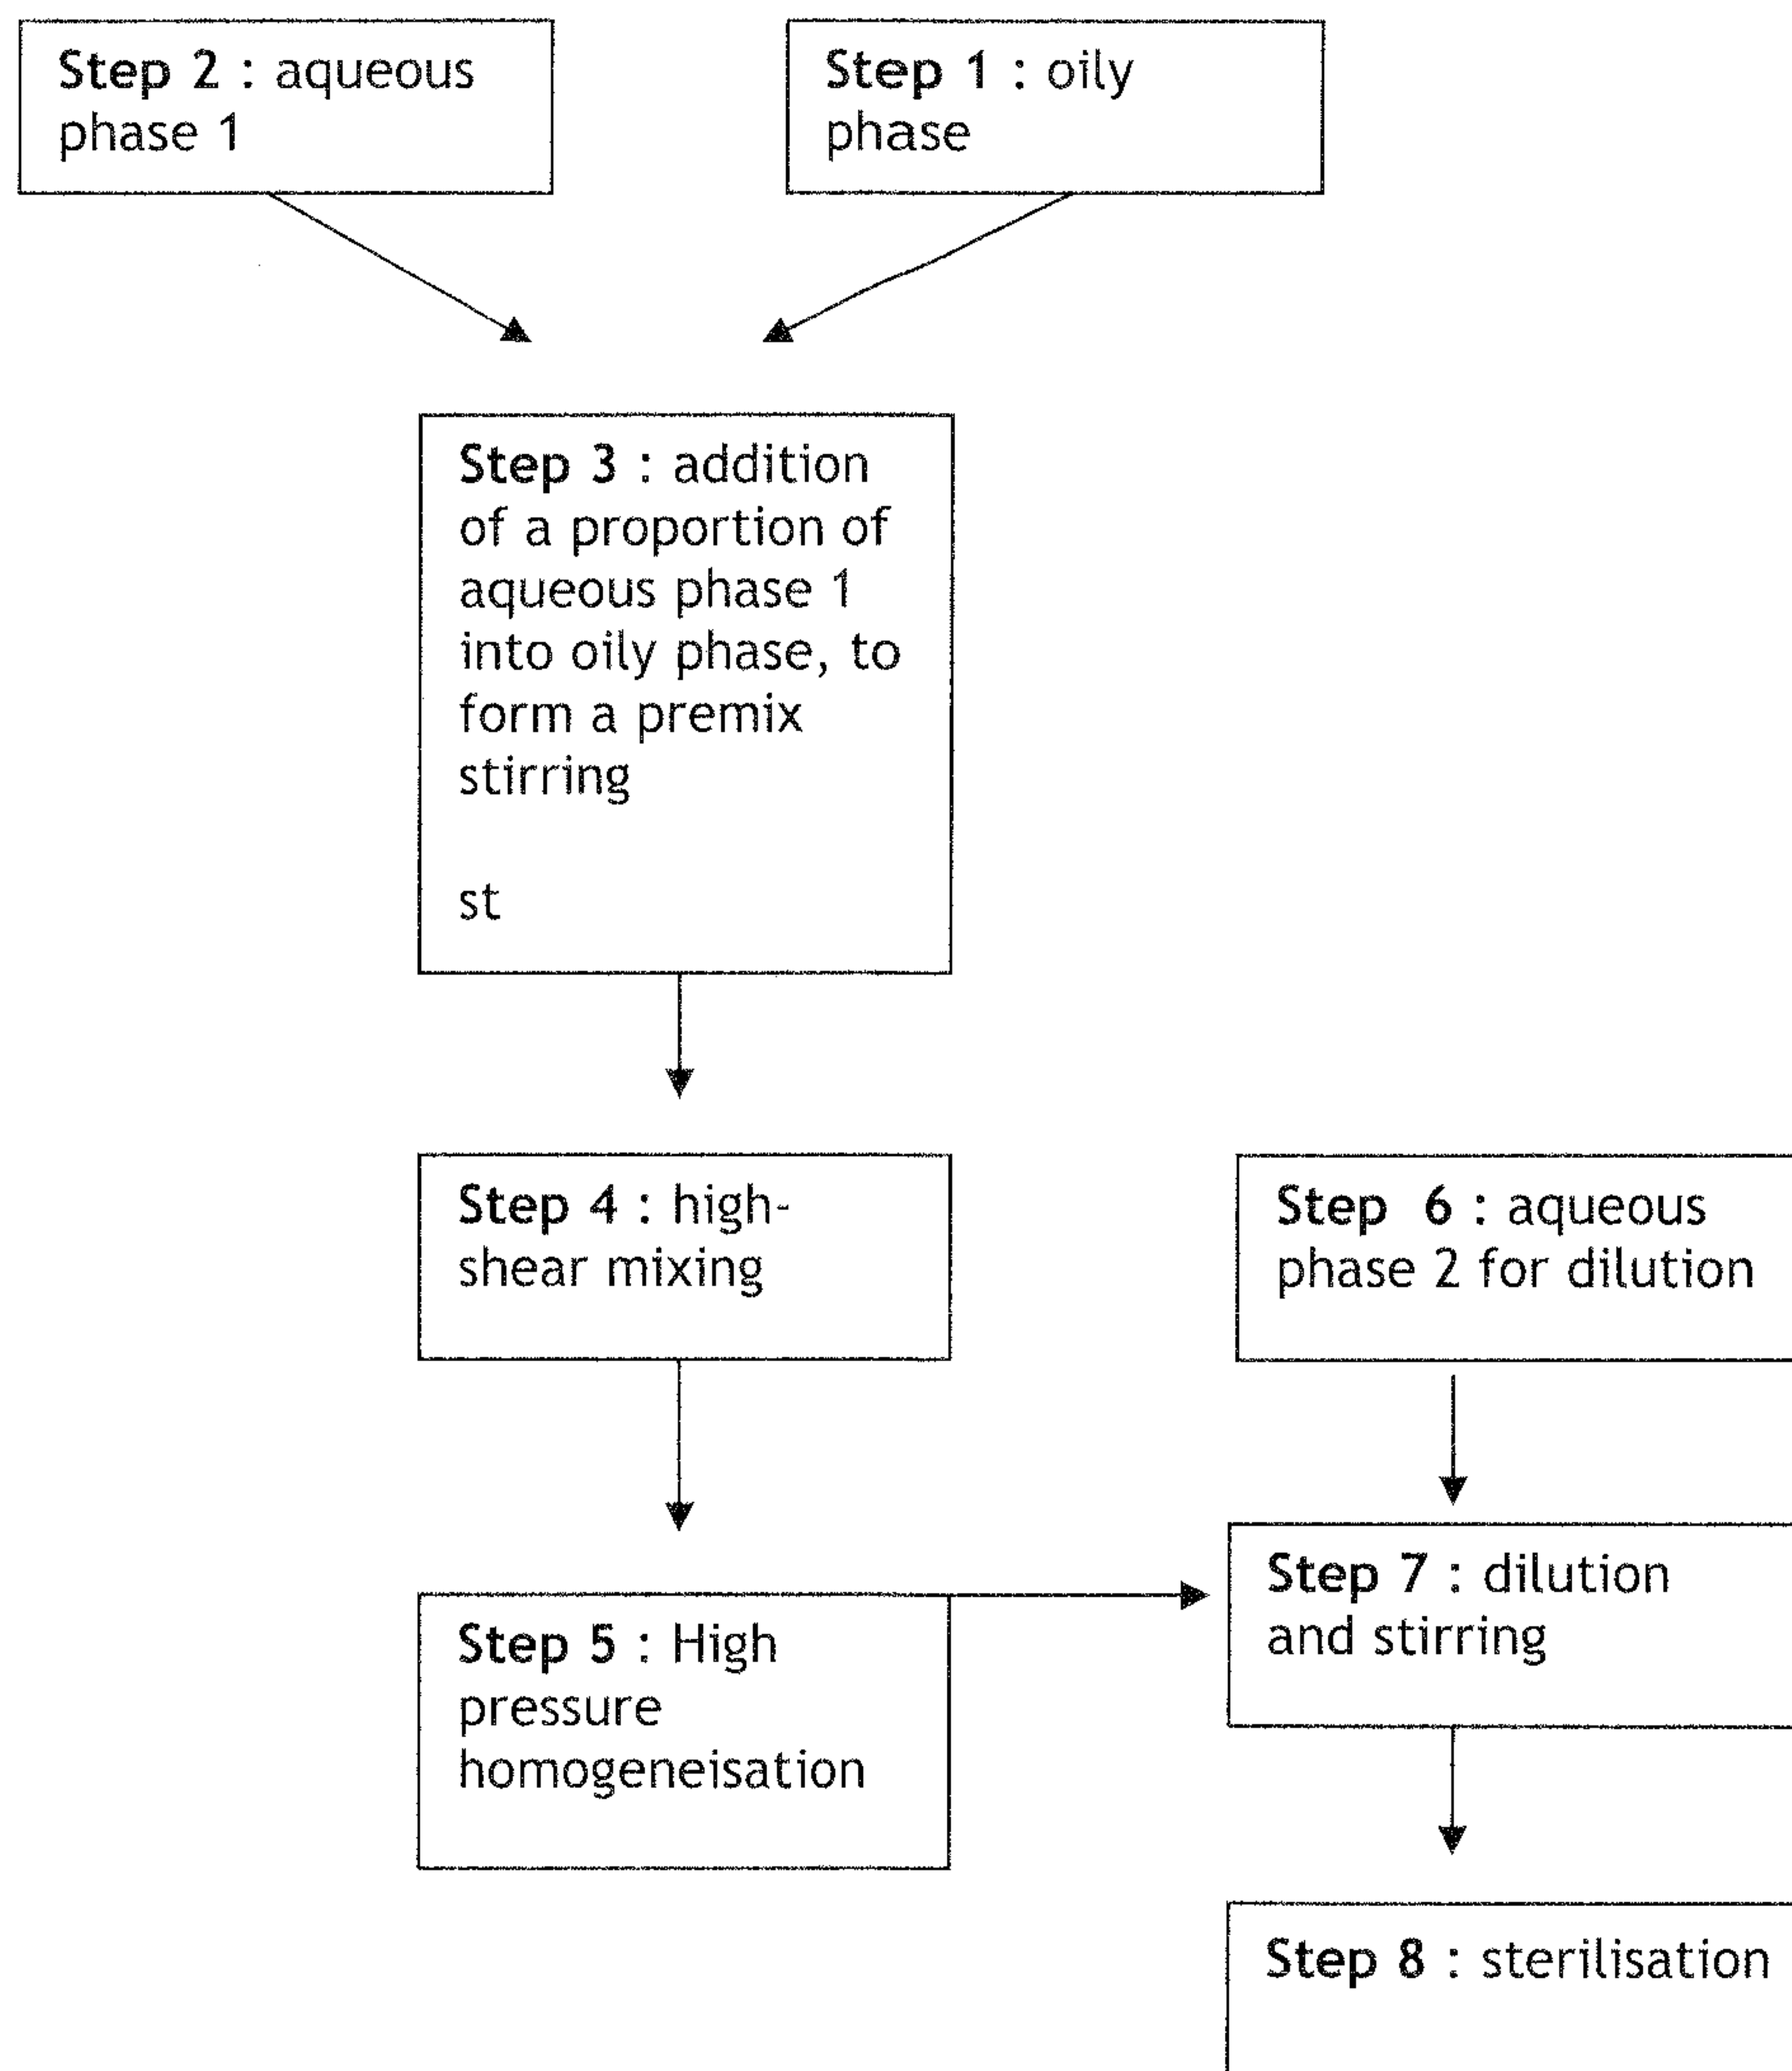 Step 2 : aqueous
phase 1
Step 1 : oily
phase
Step 3 : addition
of a proportion of
aqueous phase 1
into oily phase, to
form a premix
stirring
st
Step 4 : high-
shear mixing
Step 6 : aqueous
phase 2 for dilution
Step 5 : High
pressure
homogeneisation
Step 7 : dilution
and stirring
Step 8 : sterilisation